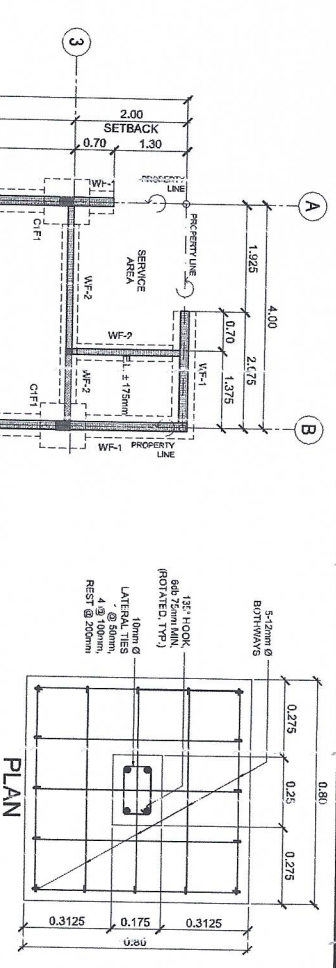 3
A
B
2.00
SETBACK
0.70
1.30
PROPERTY
LINE
PROPERTY LINE
1.925
4.00
0.70
2.075
1.375
WF-1
SERVICE
AREA
WF-2
WF-2
WF-1
C1F1
WF-2
±175mm
C1F1
WF-1
PROPERTY
LINE
5-12mm Ø
BOTHWAYS
135° HOOK,
6db 75mm MIN.
(ROTATED, TYP.)
10mm Ø
LATERAL TIES
@ 50mm,
4 @ 100mm,
REST @ 200mm
0.80
0.275
0.25
0.275
0.3125
0.175
0.3125
0.80
PLAN